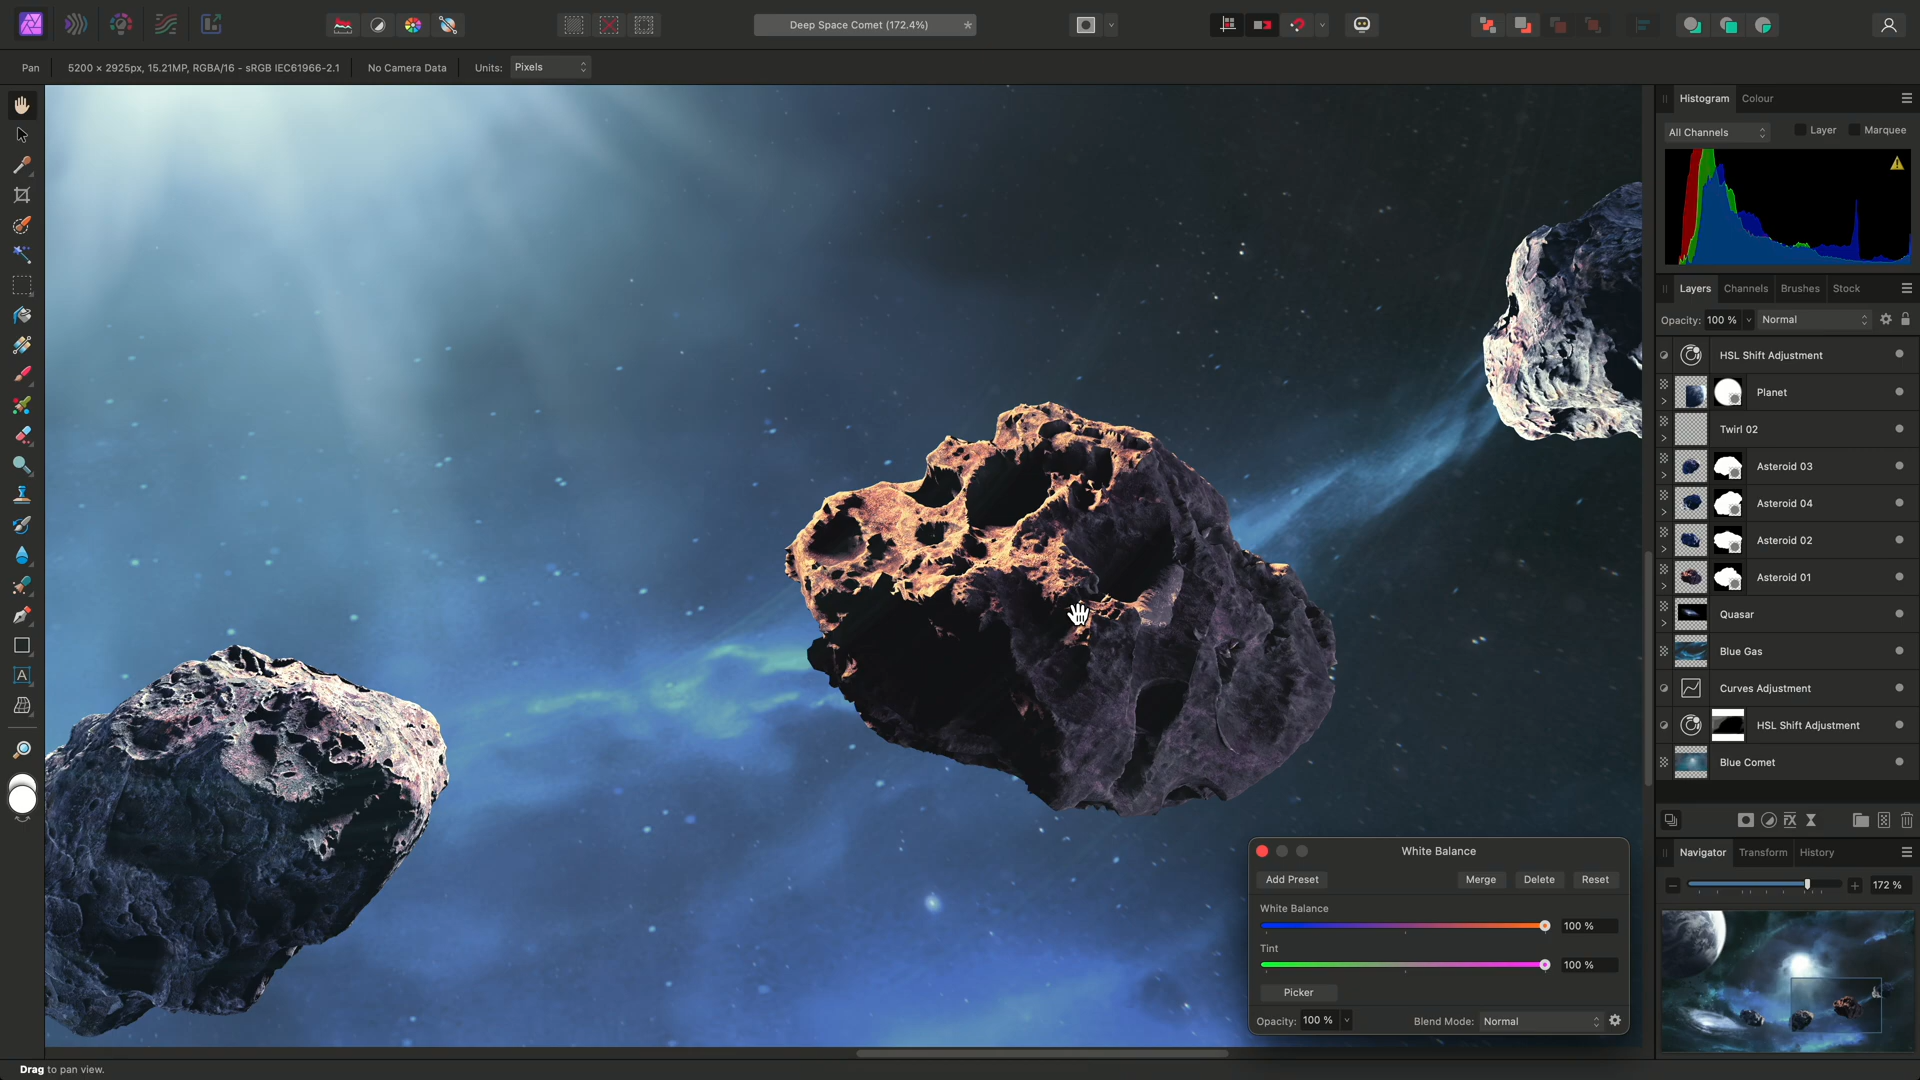 Deep Space Comet (172.4%)
*
Pan
5200 × 2925px, 15.21MP, RGBA/16 - sRGB IEC61966-2.1
No Camera Data
Units:
Pixels
Histogram
Colour
All Channels
Layer
Marquee
Layers
Channels
Brushes
Stock
Opacity:
100 %
Normal
HSL Shift Adjustment
Planet
Twirl 02
Asteroid 03
Asteroid 04
Asteroid 02
Asteroid 01
Quasar
Blue Gas
Curves Adjustment
HSL Shift Adjustment
Blue Comet
FX
A
Navigator
Transform
History
172 %
White Balance
Add Preset
Merge
Delete
Reset
White Balance
100 %
Tint
100 %
Picker
Opacity:
100 %
Blend Mode:
Normal
Drag to pan view.